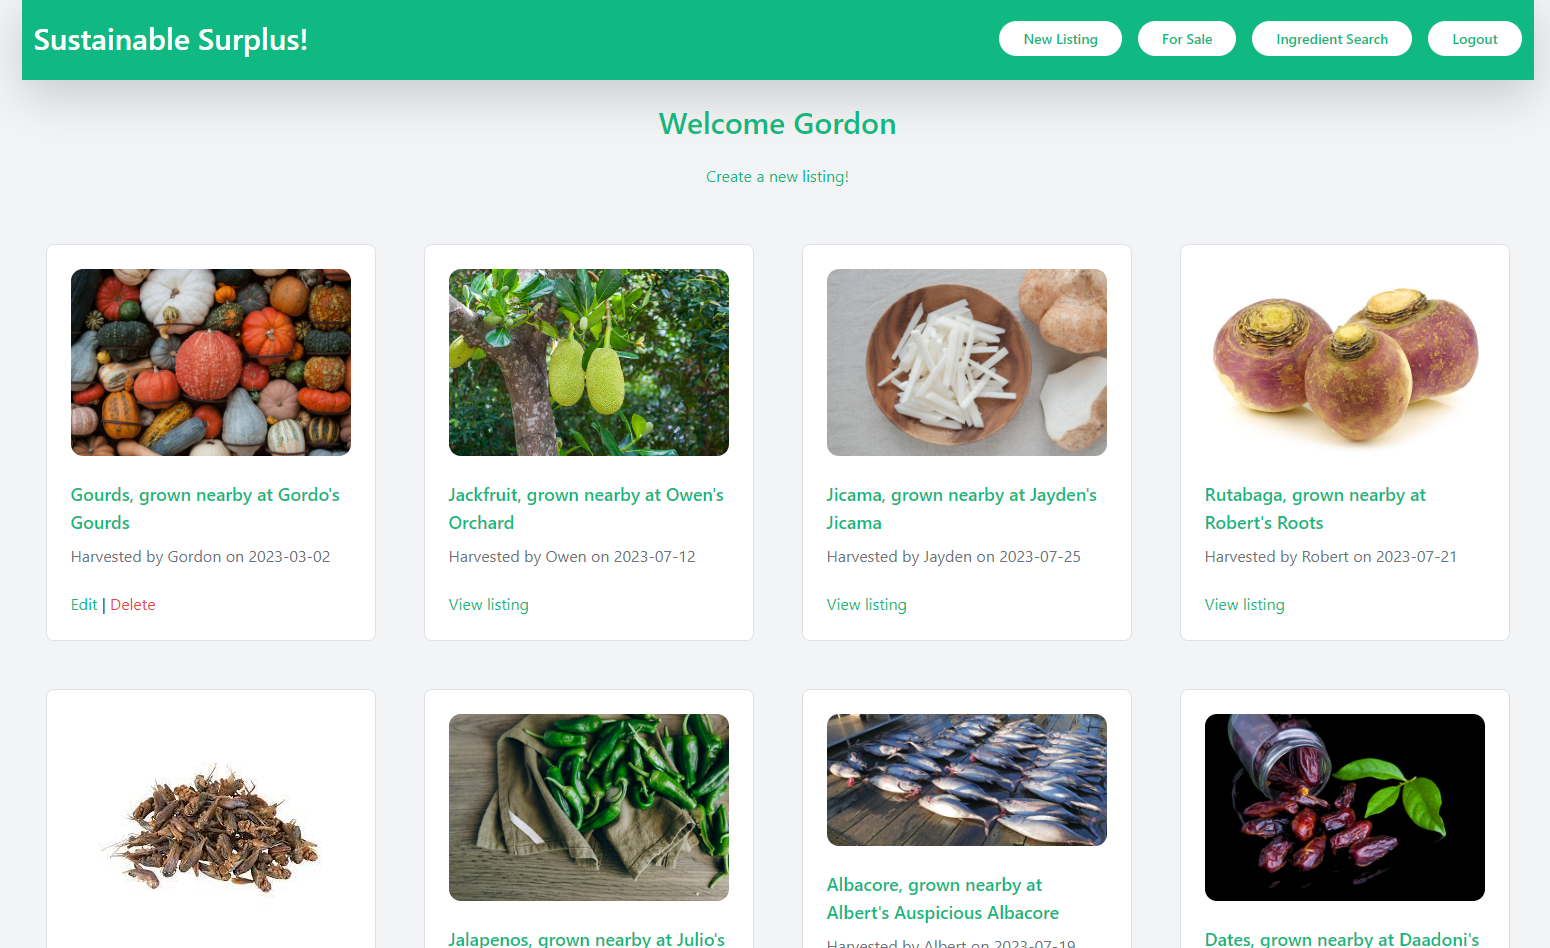 Sustainable Surplus!
New Listing
For Sale
Ingredient Search
Logout
Welcome Gordon
Create a new listing!
Gourds, grown nearby at Gordo's
Gourds
Harvested by Gordon on 2023-03-02
Edit | Delete
Jackfruit, grown nearby at Owen's
Orchard
Harvested by Owen on 2023-07-12
View listing
Jicama, grown nearby at Jayden's
Jicama
Harvested by Jayden on 2023-07-25
View listing
Rutabaga, grown nearby at
Robert's Roots
Harvested by Robert on 2023-07-21
View listing
Jalapenos, grown nearby at Julio's
Albacore, grown nearby at
Albert's Auspicious Albacore
Harvested by Albert on 2023-07-19
Dates, grown nearby at Daadoni's